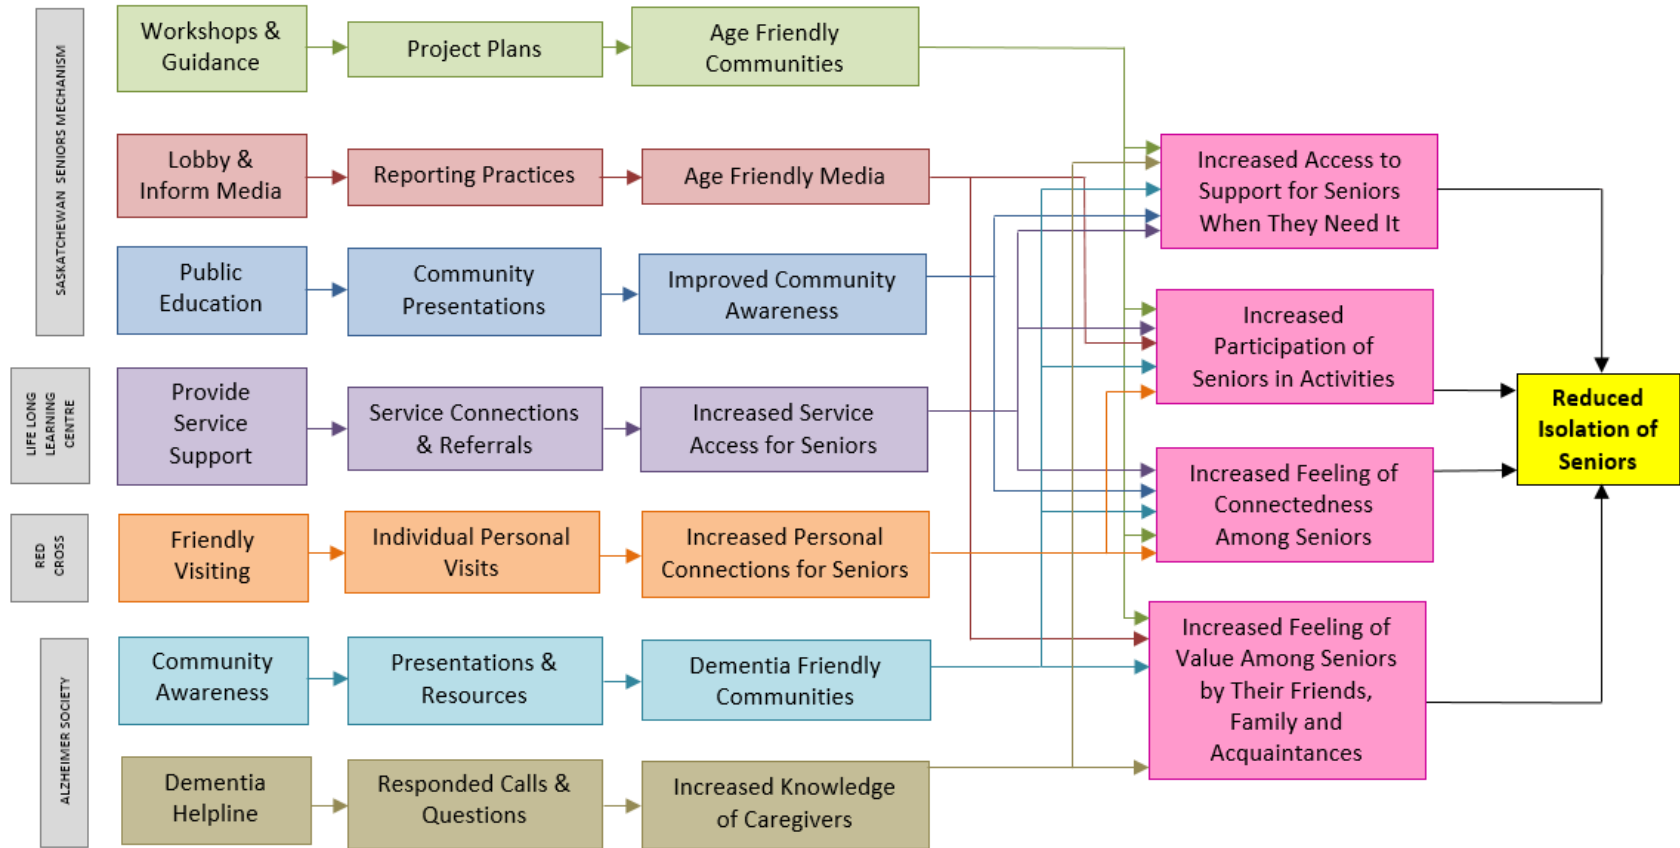 SASKATCHEWAN SENIORS MECHANISM
Workshops &
Guidance
Project Plans
Age Friendly
Communities
Lobby &
Inform Media
Reporting Practices
Age Friendly Media
Public
Education
Community
Presentations
Improved Community
Awareness
LIFE LONG
LEARNING
CENTRE
Provide
Service
Support
Service Connections
& Referrals
Increased Service
Access for Seniors
RED
CROSS
Friendly
Visiting
Individual Personal
Visits
Increased Personal
Connections for Seniors
ALZHEIMER SOCIETY
Community
Awareness
Presentations &
Resources
Dementia Friendly
Communities
Dementia
Helpline
Responded Calls &
Questions
Increased Knowledge
of Caregivers
Increased Access to
Support for Seniors
When They Need It
Increased
Participation of
Seniors in Activities
Increased Feeling of
Connectedness
Among Seniors
Increased Feeling of
Value Among Seniors
by Their Friends,
Family and
Acquaintances
Reduced
Isolation of
Seniors